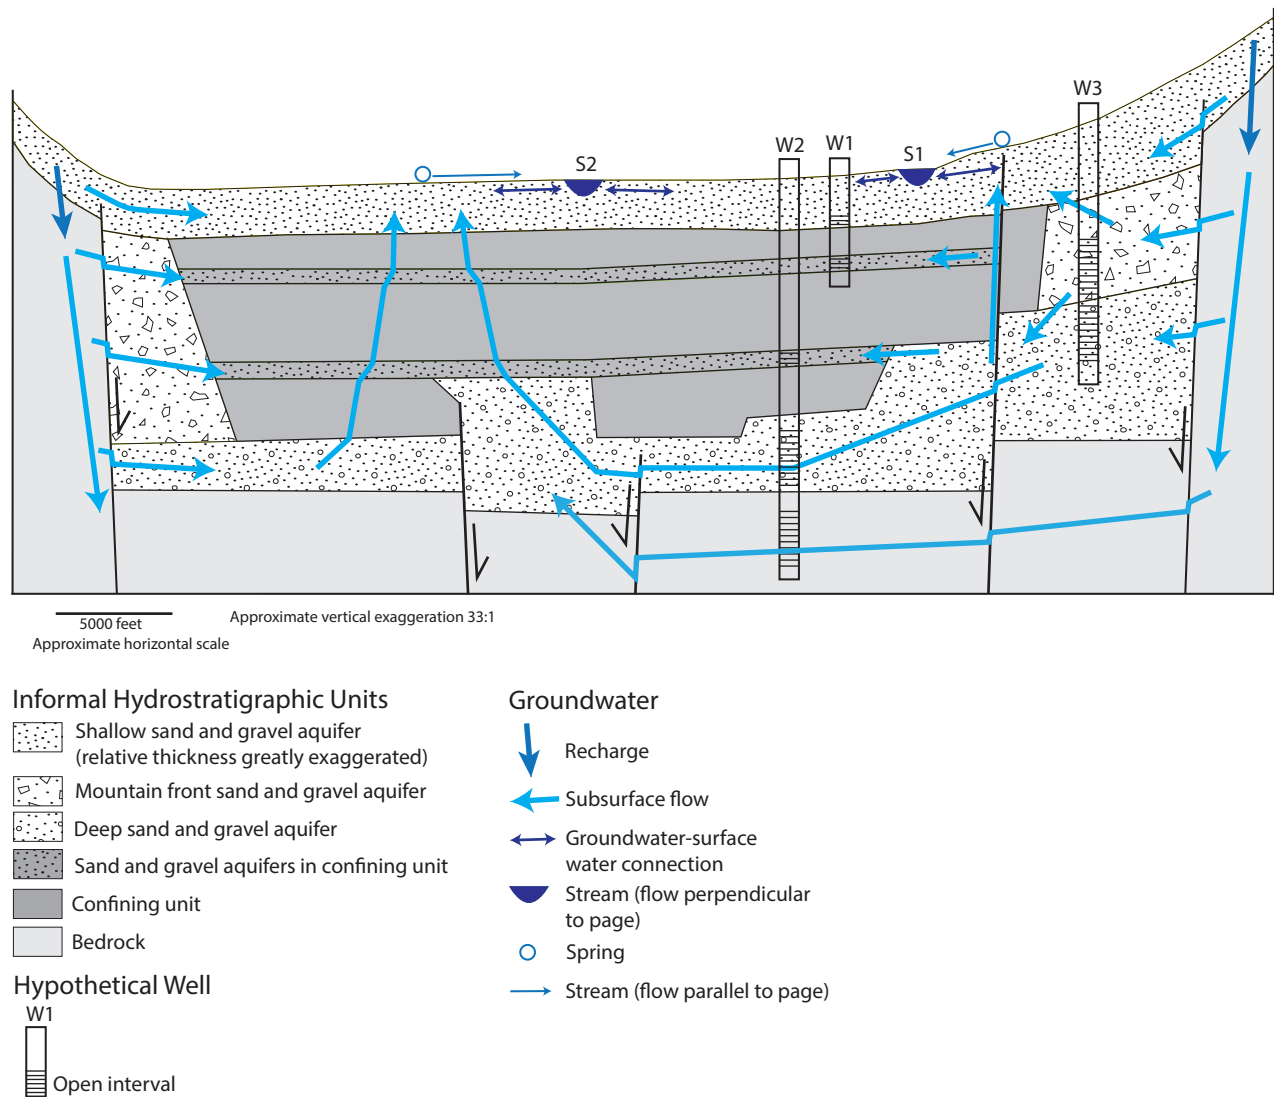 W3
W2
W1
S1
S2
5000 feet
Approximate horizontal scale
Approximate vertical exaggeration 33:1
Informal Hydrostratigraphic Units
Shallow sand and gravel aquifer
(relative thickness greatly exaggerated)
Mountain front sand and gravel aquifer
Deep sand and gravel aquifer
Sand and gravel aquifers in confining unit
Confining unit
Bedrock
Hypothetical Well
W1
Open interval
Groundwater
Recharge
Subsurface flow
Groundwater-surface
water connection
Stream (flow perpendicular
to page)
Spring
Stream (flow parallel to page)